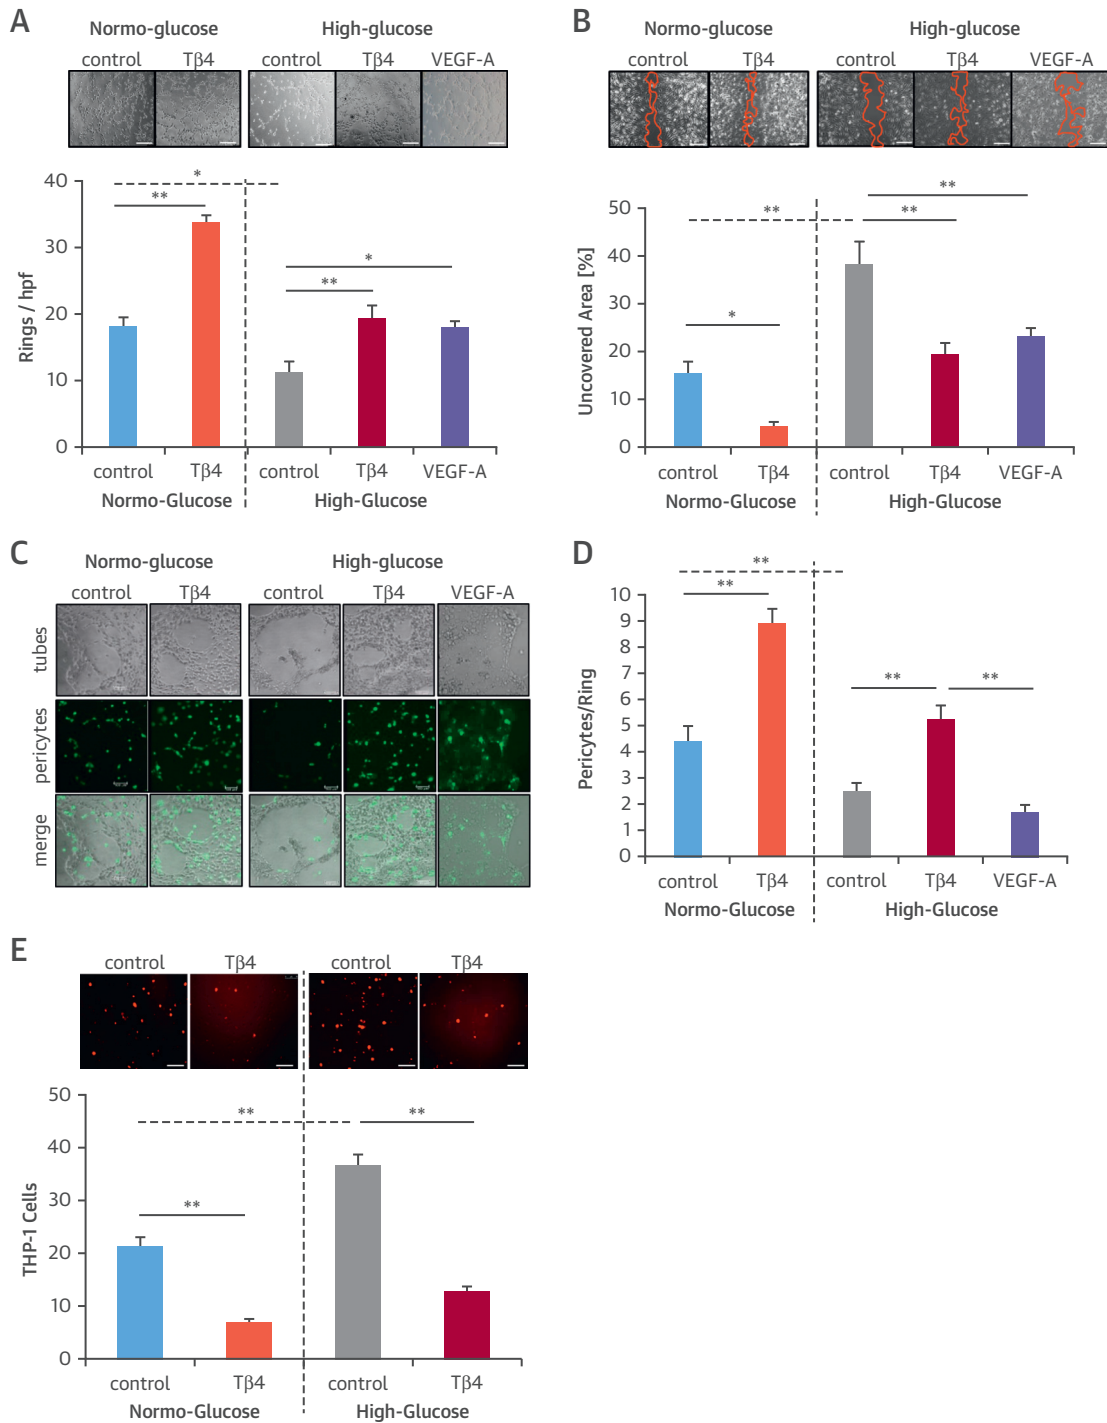 A
Normo-glucose High-glucose
control Tβ4 control Tβ4 VEGF-A
40
30
20
10
0
Rings / hpf
*
**
*
**
control Tβ4 control Tβ4 VEGF-A
Normo-Glucose High-Glucose
B
Normo-glucose High-glucose
control Tβ4 control Tβ4 VEGF-A
50
40
30
20
10
0
Uncovered Area [%]
**
**
**
*
control Tβ4 control Tβ4 VEGF-A
Normo-Glucose High-Glucose
C
Normo-glucose High-glucose
control Tβ4 control Tβ4 VEGF-A
tubes
pericytes
merge
D
10
9
8
7
6
5
4
3
2
1
0
Pericytes/Ring
**
**
**
**
control Tβ4 control Tβ4 VEGF-A
Normo-Glucose High-Glucose
E
control Tβ4 control Tβ4
50
40
30
20
10
0
THP-1 Cells
**
**
**
control Tβ4 control Tβ4
Normo-Glucose High-Glucose